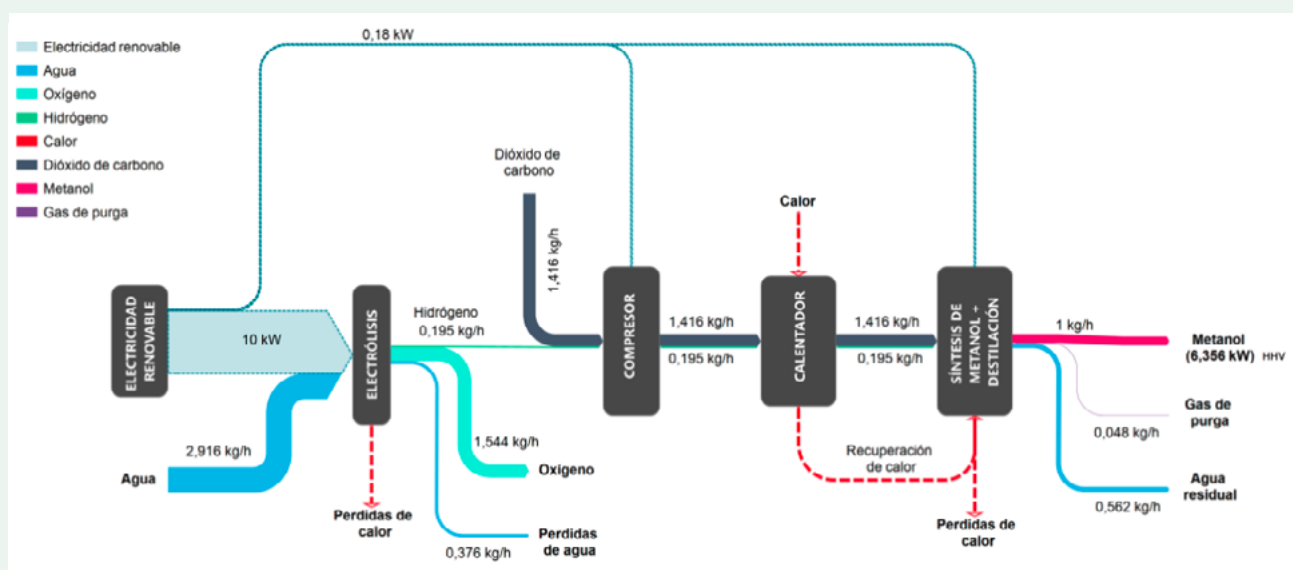 Electricidad renovable
Agua
Oxígeno
Hidrógeno
Calor
Dióxido de carbono
Metanol
Gas de purga
0,18 kW
Dióxido de
carbono
1,416 kg/h
Calor
ELECTRICIDAD
RENOVABLE
10 kW
ELECTRÓLISIS
Hidrógeno
0,195 kg/h
COMPRESOR
1,416 kg/h
0,195 kg/h
CALENTADOR
1,416 kg/h
0,195 kg/h
SÍNTESIS DE
METANOL +
DESTILACIÓN
1 kg/h
Metanol
(6,356 kW) HHV
Gas de
purga
0,048 kg/h
2,916 kg/h
Agua
1,544 kg/h
Oxigeno
Recuperación
de calor
Agua
residual
0,562 kg/h
Perdidas de
calor
0,376 kg/h
Perdidas
de agua
Perdidas de
calor